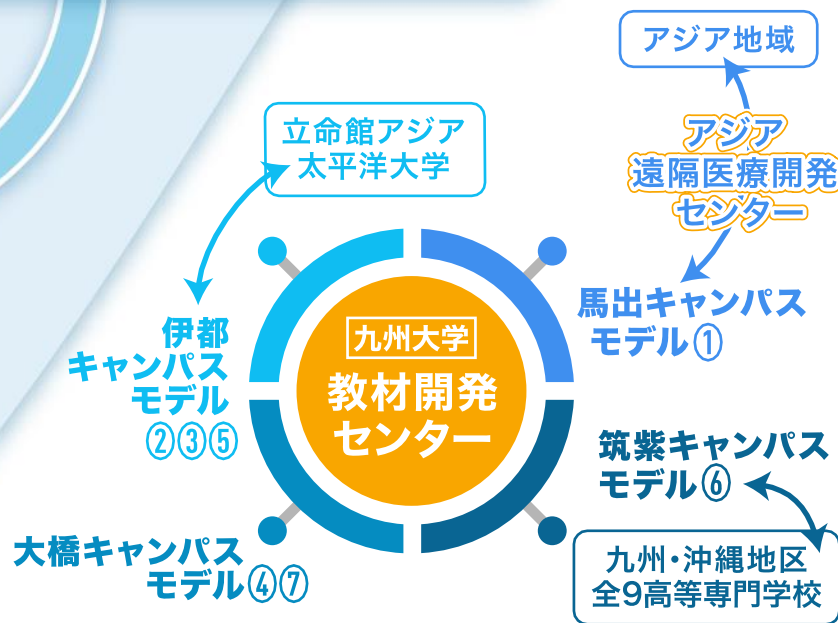 アジア地域
アジア
遠隔医療開発
センター
立命館アジア
太平洋大学
馬出キャンパス
モデル①
伊都
キャンパス
モデル
②③⑤
九州大学
教材開発
センター
筑紫キャンパス
モデル⑥
大橋キャンパス
モデル④⑦
九州・沖縄地区
全9高等専門学校